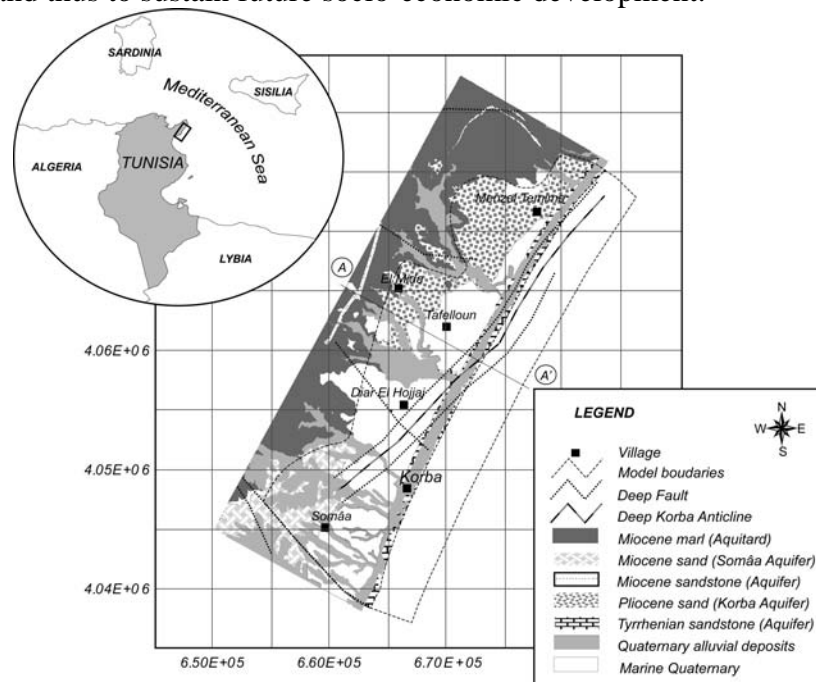 and thus to sustain future socio-economic development.
SARDINIA
SISILIA
Mediterranean Sea
ALGERIA
TUNISIA
LYBIA
Menzel Temime
A
El Mida
Tafelloun
4.06E+06
A'
Diar El Hojjaj
4.05E+06
Korba
Somâa
4.04E+06
6.50E+05
6.60E+05
6.70E+05
LEGEND
N
W
E
S
Village
Model boudaries
Deep Fault
Deep Korba Anticline
Miocene marl (Aquitard)
Miocene sand (Somâa Aquifer)
Miocene sandstone (Aquifer)
Pliocene sand (Korba Aquifer)
Tyrrhenian sandstone (Aquifer)
Quaternary alluvial deposits
Marine Quaternary